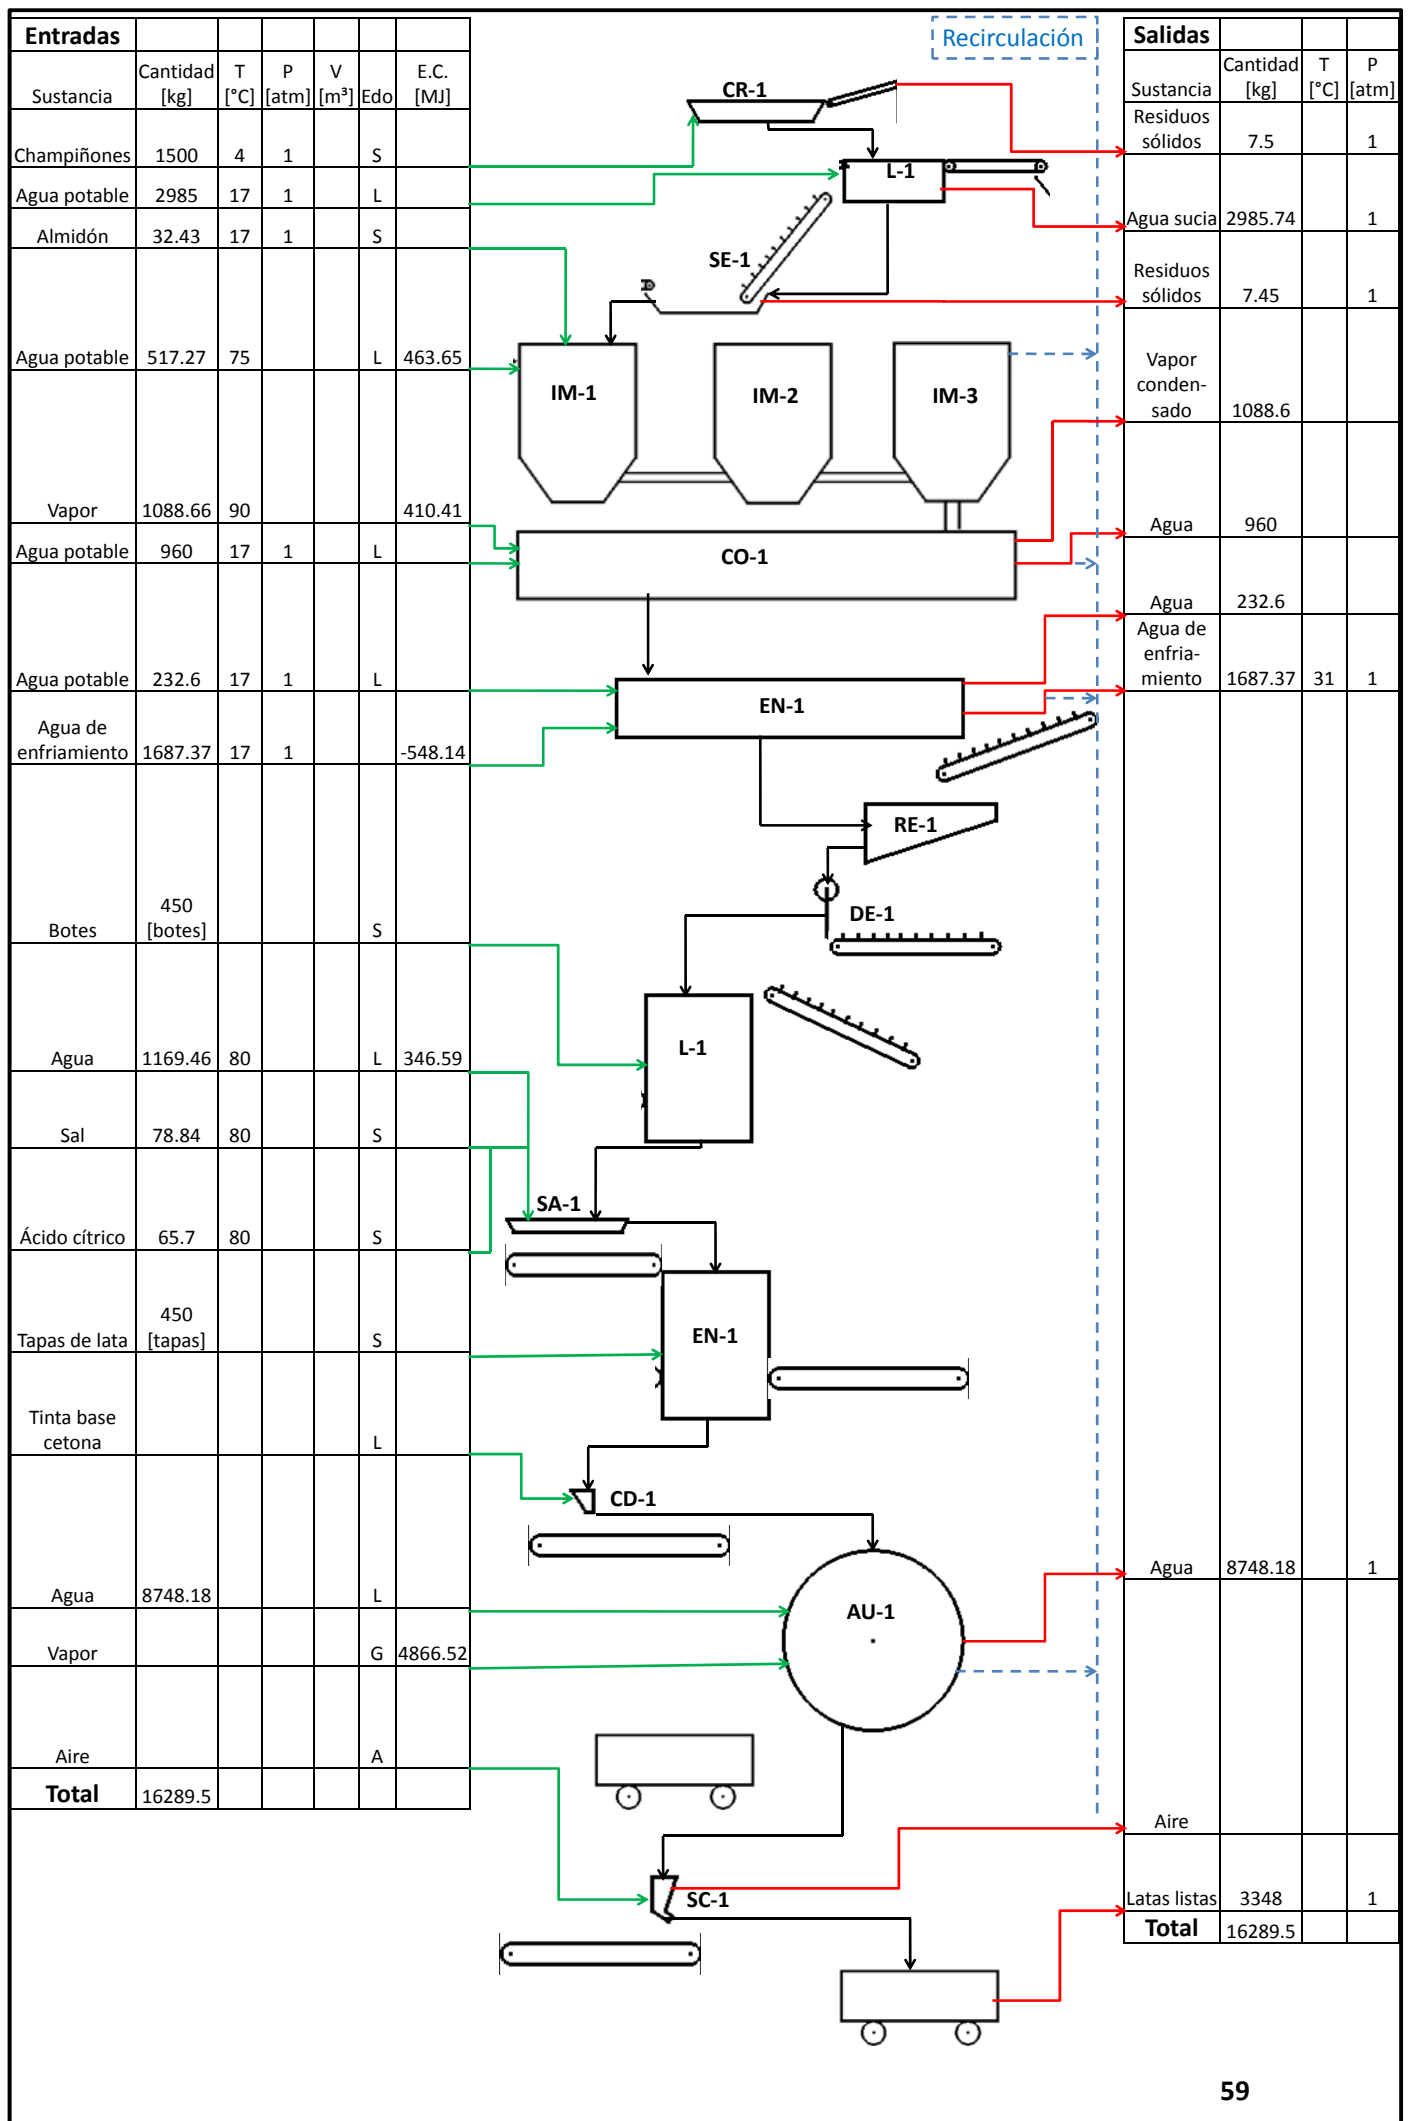 Entradas
Cantidad T P V E.C.
Sustancia [kg] [°C] [atm] [m³] Edo [MJ]
Champiñones 1500 4 1 S
Agua potable 2985 17 1 L
Almidón 32.43 17 1 S
Agua potable 517.27 75 L 463.65
Vapor 1088.66 90 410.41
Agua potable 960 17 1 L
Agua potable 232.6 17 1 L
Agua de
enfriamiento 1687.37 17 1 -548.14
450
Botes [botes] S
Agua 1169.46 80 L 346.59
Sal 78.84 80 S
Ácido cítrico 65.7 80 S
450
Tapas de lata [tapas] S
Tinta base
cetona L
Agua 8748.18 L
Vapor G 4866.52
Aire A
Total 16289.5
Recirculación
CR-1
L-1
SE-1
IM-1 IM-2 IM-3
CO-1
EN-1
RE-1
DE-1
L-1
SA-1
EN-1
CD-1
AU-1
SC-1
Salidas
Cantidad T P
Sustancia [kg] [°C] [atm]
Residuos
sólidos 7.5 1
Agua sucia 2985.74 1
Residuos
sólidos 7.45 1
Vapor
conden-
sado 1088.6
Agua 960
Agua 232.6
Agua de
enfria-
miento 1687.37 31 1
Agua 8748.18 1
Aire
Latas listas 3348 1
Total 16289.5
59